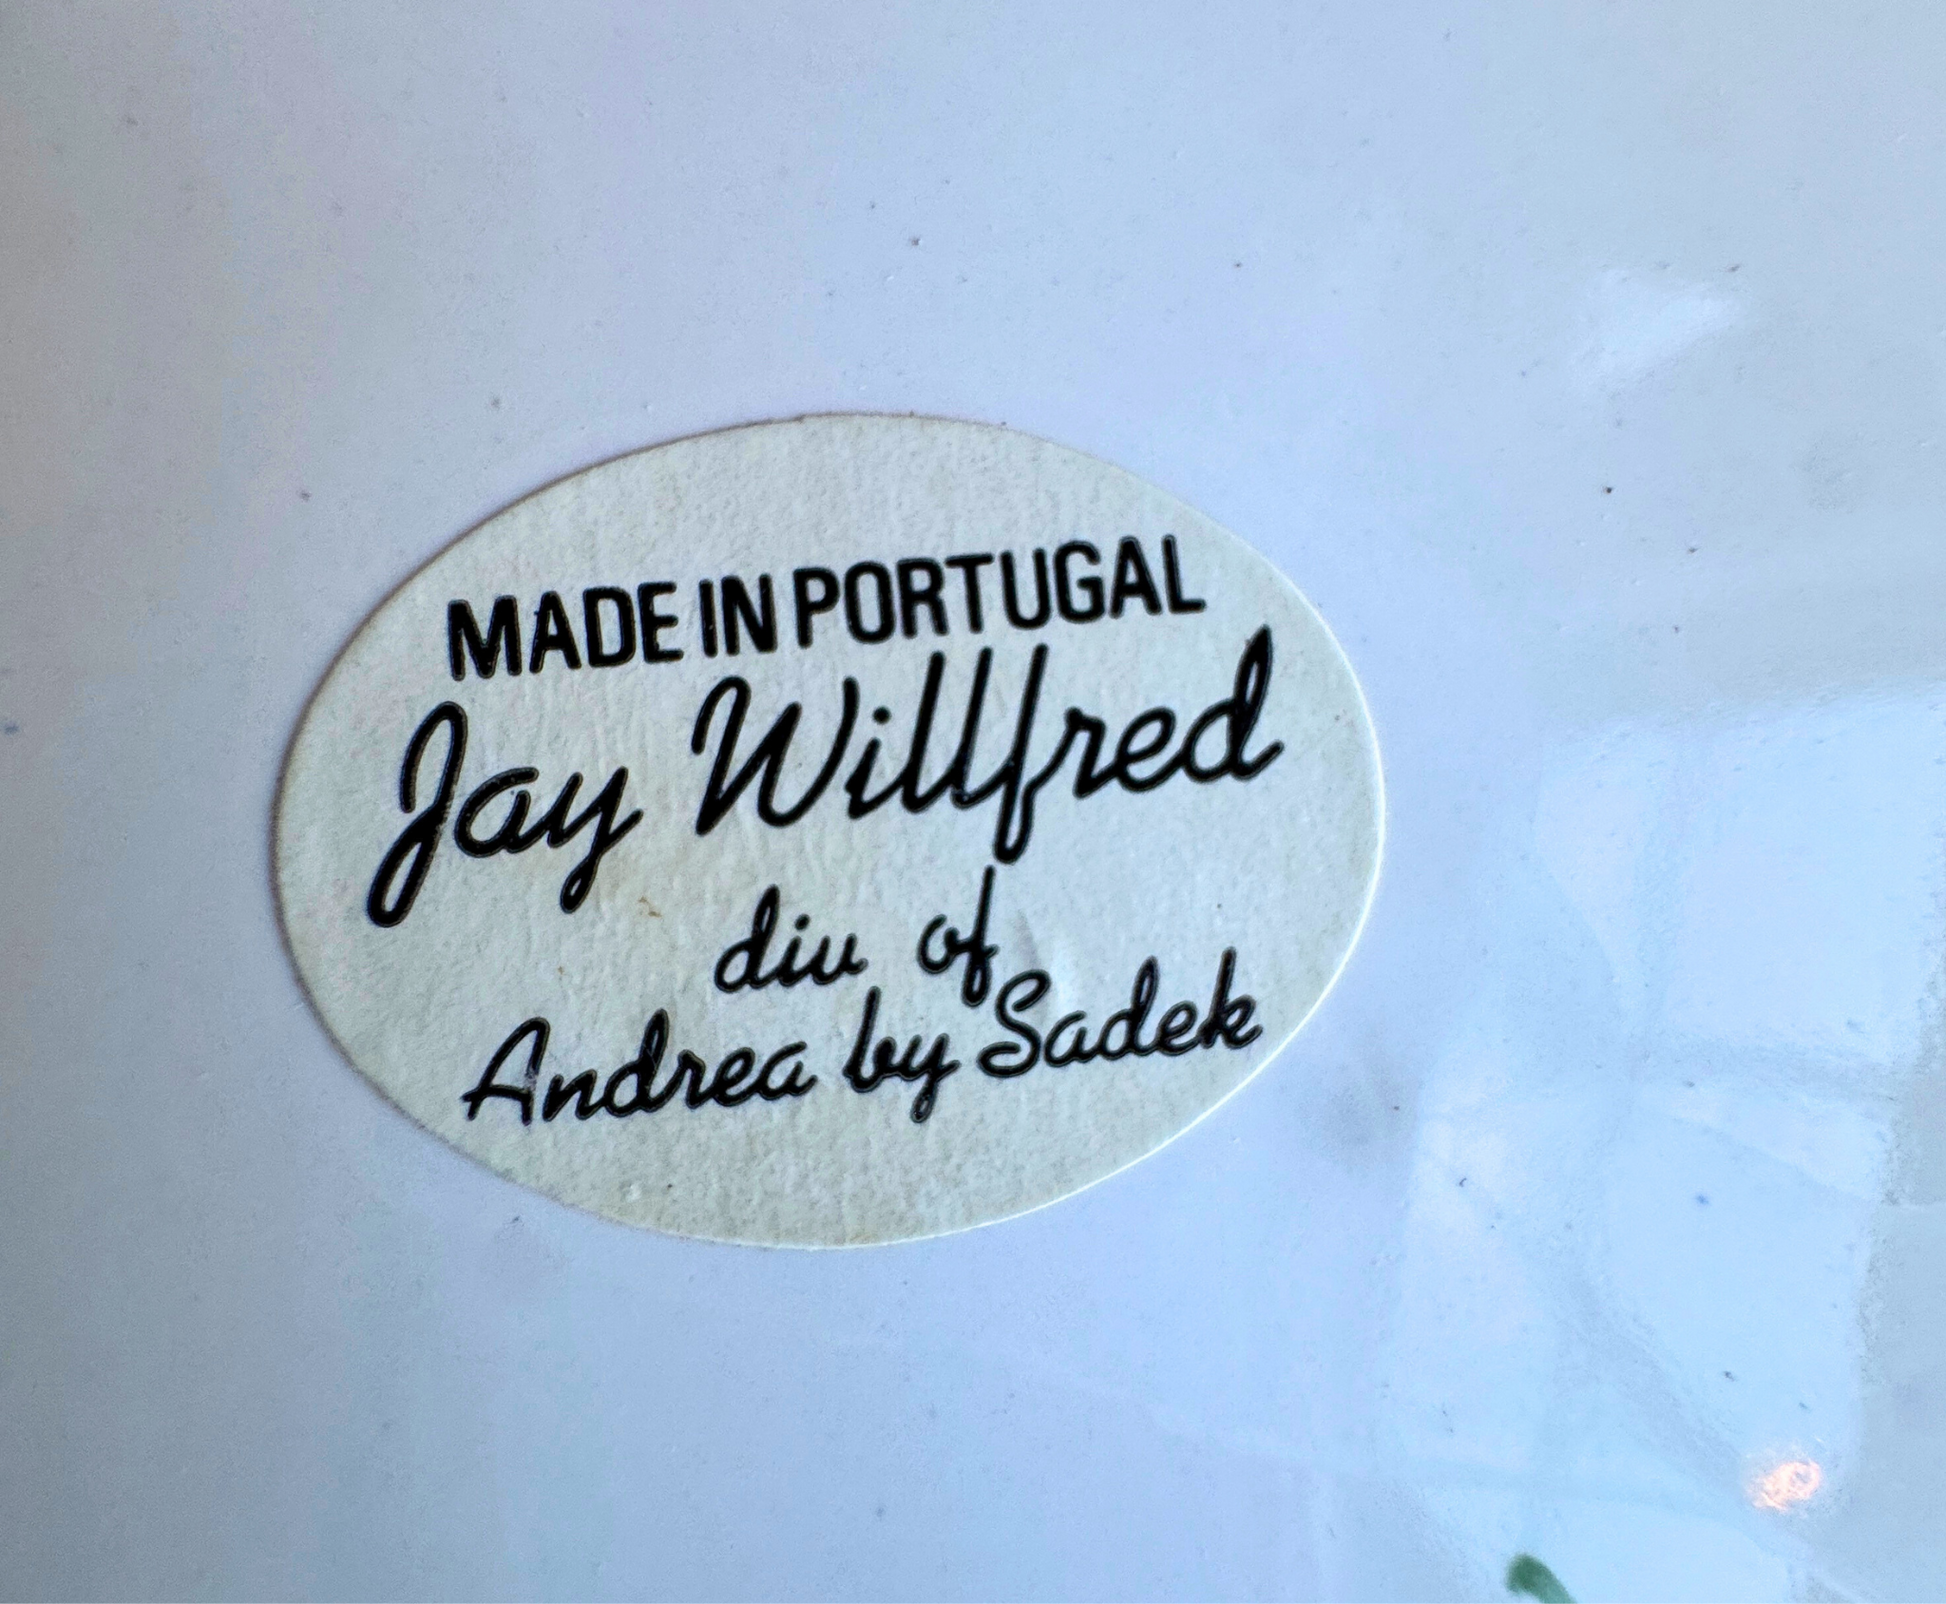 MADE IN PORTUGAL
Jay Willfred
div of
Andrea by Sadek